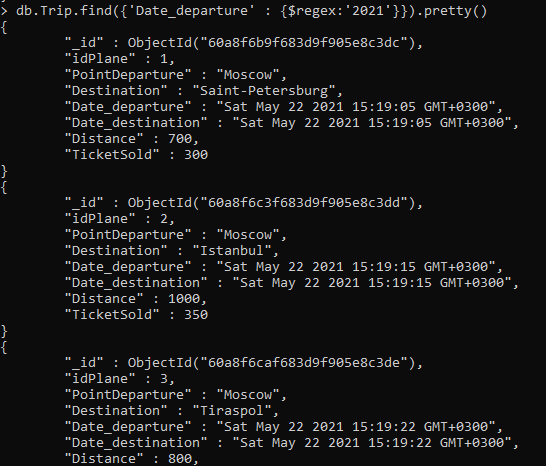 > db.Trip.find({'Date_departure' : {$regex:'2021'}}).pretty()
{
"_id" : ObjectId("60a8f6b9f683d9f905e8c3dc"),
"idPlane" : 1,
"PointDeparture" : "Moscow",
"Destination" : "Saint-Petersburg",
"Date_departure" : "Sat May 22 2021 15:19:05 GMT+0300",
"Date_destination" : "Sat May 22 2021 15:19:05 GMT+0300",
"Distance" : 700,
"TicketSold" : 300
}
{
"_id" : ObjectId("60a8f6c3f683d9f905e8c3dd"),
"idPlane" : 2,
"PointDeparture" : "Moscow",
"Destination" : "Istanbul",
"Date_departure" : "Sat May 22 2021 15:19:15 GMT+0300",
"Date_destination" : "Sat May 22 2021 15:19:15 GMT+0300",
"Distance" : 1000,
"TicketSold" : 350
}
{
"_id" : ObjectId("60a8f6caf683d9f905e8c3de"),
"idPlane" : 3,
"PointDeparture" : "Moscow",
"Destination" : "Tiraspol",
"Date_departure" : "Sat May 22 2021 15:19:22 GMT+0300",
"Date_destination" : "Sat May 22 2021 15:19:22 GMT+0300",
"Distance" : 800,